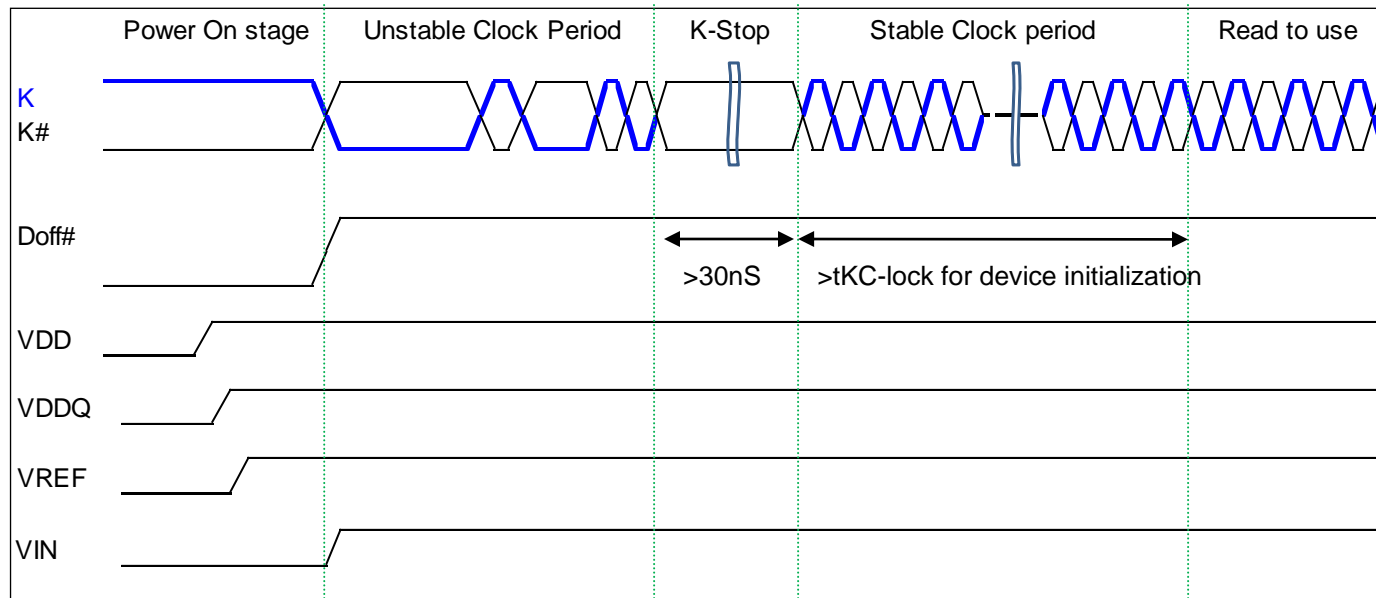 Power On stage
Unstable Clock Period
K-Stop
Stable Clock period
Read to use
K
K#
Doff#
>30nS
>tKC-lock for device initialization
VDD
VDDQ
VREF
VIN